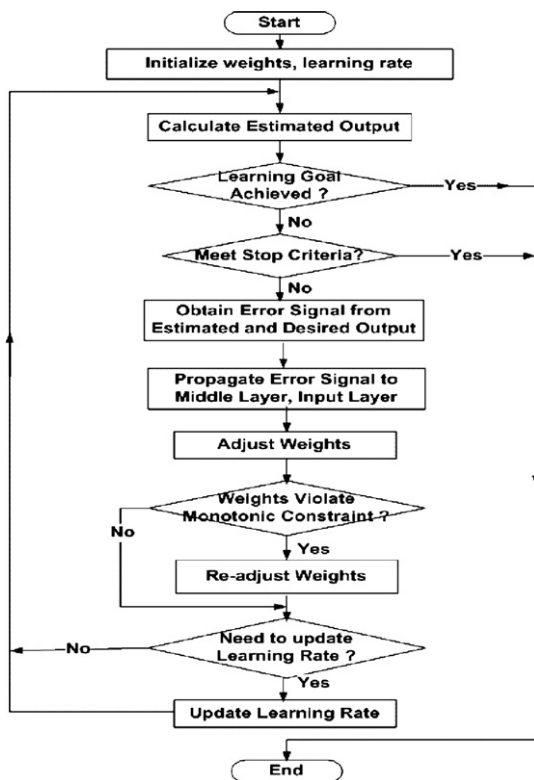 Start
Initialize weights, learning rate
Calculate Estimated Output
Learning Goal
Achieved ?
Yes
No
Meet Stop Criteria?
Yes
No
Obtain Error Signal from
Estimated and Desired Output
Propagate Error Signal to
Middle Layer, Input Layer
Adjust Weights
Weights Violate
Monotonic Constraint ?
No
Yes
Re-adjust Weights
Need to update
Learning Rate ?
No
Yes
Update Learning Rate
End